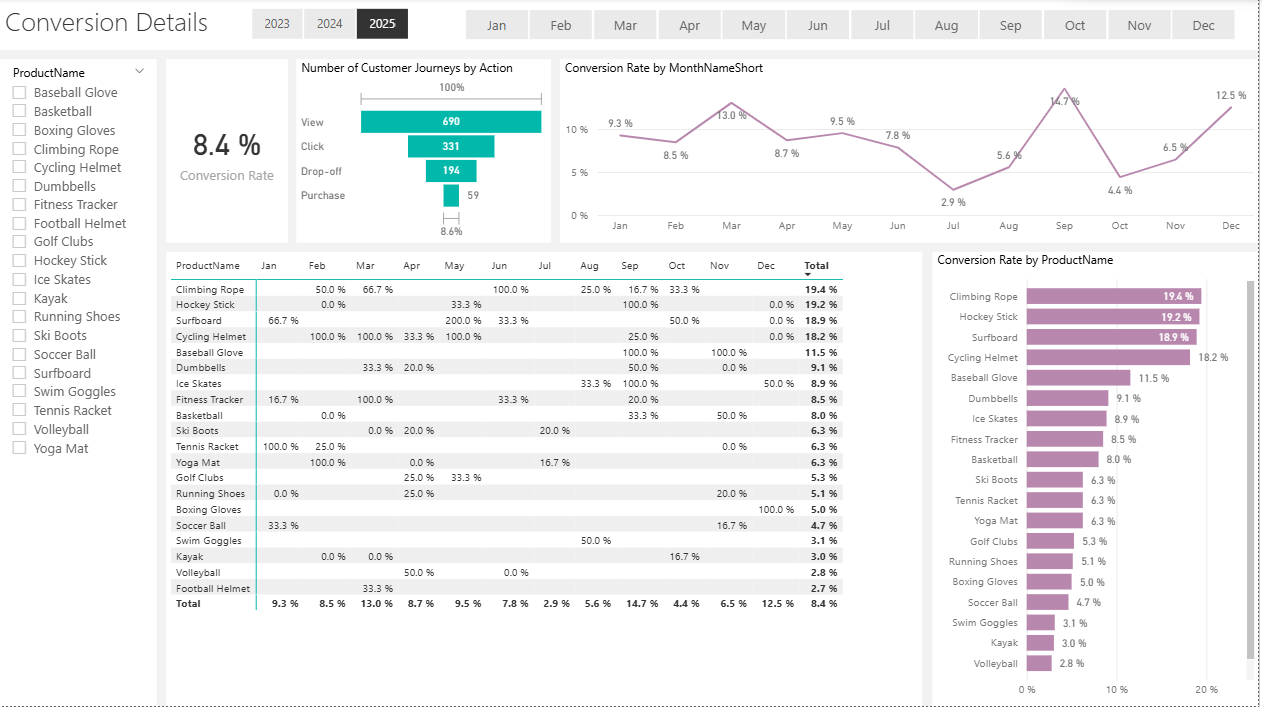 Conversion Details
2023 2024 2025
Jan Feb Mar Apr May Jun Jul Aug Sep Oct Nov Dec
ProductName
Baseball Glove
Basketball
Boxing Gloves
Climbing Rope
Cycling Helmet
Dumbbells
Fitness Tracker
Football Helmet
Golf Clubs
Hockey Stick
Ice Skates
Kayak
Running Shoes
Ski Boots
Soccer Ball
Surfboard
Swim Goggles
Tennis Racket
Volleyball
Yoga Mat
8.4 %
Conversion Rate
Number of Customer Journeys by Action
100%
View 690
Click 331
Drop-off 194
Purchase 59
8.6%
Conversion Rate by MonthNameShort
10 %
5 %
0 %
9.3 % 8.5 % 13.0 % 8.7 % 9.5 % 7.8 % 2.9 % 5.6 % 14.7 % 4.4 % 6.5 % 12.5 %
Jan Feb Mar Apr May Jun Jul Aug Sep Oct Nov Dec
ProductName Jan Feb Mar Apr May Jun Jul Aug Sep Oct Nov Dec Total
Climbing Rope 50.0 % 66.7 % 100.0 % 25.0 % 16.7 % 33.3 % 19.4 %
Hockey Stick 0.0 % 33.3 % 100.0 % 0.0 % 19.2 %
Surfboard 66.7 % 200.0 % 33.3 % 50.0 % 0.0 % 18.9 %
Cycling Helmet 100.0 % 100.0 % 33.3 % 100.0 % 25.0 % 0.0 % 18.2 %
Baseball Glove 100.0 % 100.0 % 11.5 %
Dumbbells 33.3 % 20.0 % 50.0 % 0.0 % 9.1 %
Ice Skates 33.3 % 100.0 % 50.0 % 8.9 %
Fitness Tracker 16.7 % 100.0 % 33.3 % 20.0 % 8.5 %
Basketball 0.0 % 33.3 % 50.0 % 8.0 %
Ski Boots 0.0 % 20.0 % 20.0 % 6.3 %
Tennis Racket 100.0 % 25.0 % 0.0 % 6.3 %
Yoga Mat 100.0 % 0.0 % 16.7 % 6.3 %
Golf Clubs 25.0 % 33.3 % 5.3 %
Running Shoes 0.0 % 25.0 % 20.0 % 5.1 %
Boxing Gloves 100.0 % 5.0 %
Soccer Ball 33.3 % 16.7 % 4.7 %
Swim Goggles 50.0 % 3.1 %
Kayak 0.0 % 0.0 % 16.7 % 3.0 %
Volleyball 50.0 % 0.0 % 2.8 %
Football Helmet 33.3 % 2.7 %
Total 9.3 % 8.5 % 13.0 % 8.7 % 9.5 % 7.8 % 2.9 % 5.6 % 14.7 % 4.4 % 6.5 % 12.5 % 8.4 %
Conversion Rate by ProductName
Climbing Rope 19.4 %
Hockey Stick 19.2 %
Surfboard 18.9 %
Cycling Helmet 18.2 %
Baseball Glove 11.5 %
Dumbbells 9.1 %
Ice Skates 8.9 %
Fitness Tracker 8.5 %
Basketball 8.0 %
Ski Boots 6.3 %
Tennis Racket 6.3 %
Yoga Mat 6.3 %
Golf Clubs 5.3 %
Running Shoes 5.1 %
Boxing Gloves 5.0 %
Soccer Ball 4.7 %
Swim Goggles 3.1 %
Kayak 3.0 %
Volleyball 2.8 %
0 % 10 % 20 %